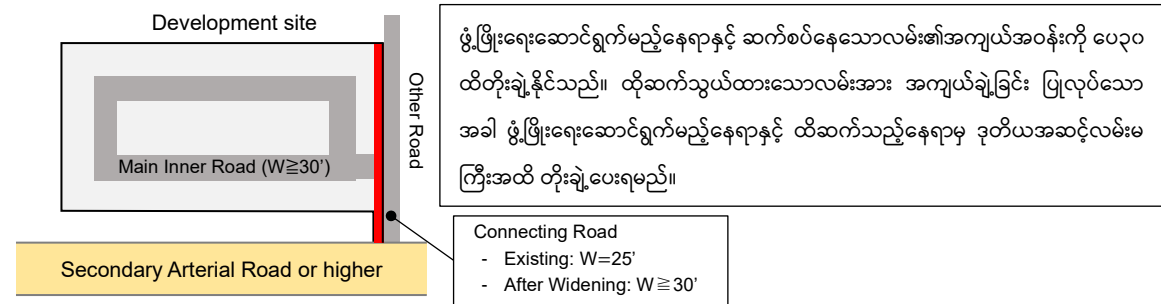 Development site
Other Road
Main Inner Road (W≧30’)
Secondary Arterial Road or higher
ဖွံ့ဖြိုးရေးဆောင်ရွက်မည့်နေရာနှင့် ဆက်စပ်နေသောလမ်း၏အကျယ်အဝန်းကို ပေ၃၀
ထိတိုးချဲ့နိုင်သည်။ ထိုဆက်သွယ်ထားသောလမ်းအား အကျယ်ချဲ့ခြင်း ပြုလုပ်သော
အခါ ဖွံ့ဖြိုးရေးဆောင်ရွက်မည့်နေရာနှင့် ထိဆက်သည့်နေရာမှ ဒုတိယအဆင့်လမ်းမ
ကြီးအထိ တိုးချဲ့ပေးရမည်။
Connecting Road
- Existing: W=25’
- After Widening: W≧30’